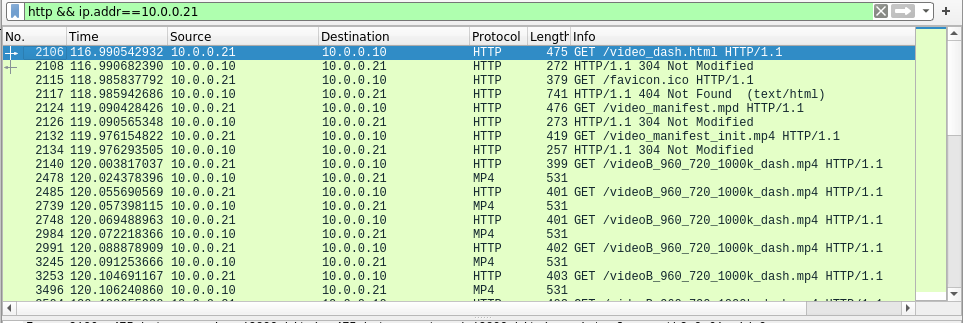 http && ip.addr==10.0.0.21
No. Time Source Destination Protocol Length Info
2106 116.990542932 10.0.0.21 10.0.0.10 HTTP 475 GET /video_dash.html HTTP/1.1
2108 116.990682390 10.0.0.10 10.0.0.21 HTTP 272 HTTP/1.1 304 Not Modified
2115 118.985837792 10.0.0.21 10.0.0.10 HTTP 379 GET /favicon.ico HTTP/1.1
2117 118.985942686 10.0.0.10 10.0.0.21 HTTP 741 HTTP/1.1 404 Not Found (text/html)
2124 119.090428426 10.0.0.21 10.0.0.10 HTTP 476 GET /video_manifest.mpd HTTP/1.1
2126 119.090565348 10.0.0.10 10.0.0.21 HTTP 273 HTTP/1.1 304 Not Modified
2132 119.976154822 10.0.0.21 10.0.0.10 HTTP 419 GET /video_manifest_init.mp4 HTTP/1.1
2134 119.976293505 10.0.0.10 10.0.0.21 HTTP 257 HTTP/1.1 304 Not Modified
2140 120.003817037 10.0.0.21 10.0.0.10 HTTP 399 GET /videoB_960_720_1000k_dash.mp4 HTTP/1.1
2478 120.024378396 10.0.0.10 10.0.0.21 MP4 531
2485 120.055690569 10.0.0.21 10.0.0.10 HTTP 401 GET /videoB_960_720_1000k_dash.mp4 HTTP/1.1
2739 120.057398115 10.0.0.10 10.0.0.21 MP4 531
2748 120.069488963 10.0.0.21 10.0.0.10 HTTP 401 GET /videoB_960_720_1000k_dash.mp4 HTTP/1.1
2984 120.072218366 10.0.0.10 10.0.0.21 MP4 531
2991 120.088878909 10.0.0.21 10.0.0.10 HTTP 402 GET /videoB_960_720_1000k_dash.mp4 HTTP/1.1
3245 120.091253666 10.0.0.10 10.0.0.21 MP4 531
3253 120.104691167 10.0.0.21 10.0.0.10 HTTP 403 GET /videoB_960_720_1000k_dash.mp4 HTTP/1.1
3496 120.106240860 10.0.0.10 10.0.0.21 MP4 531